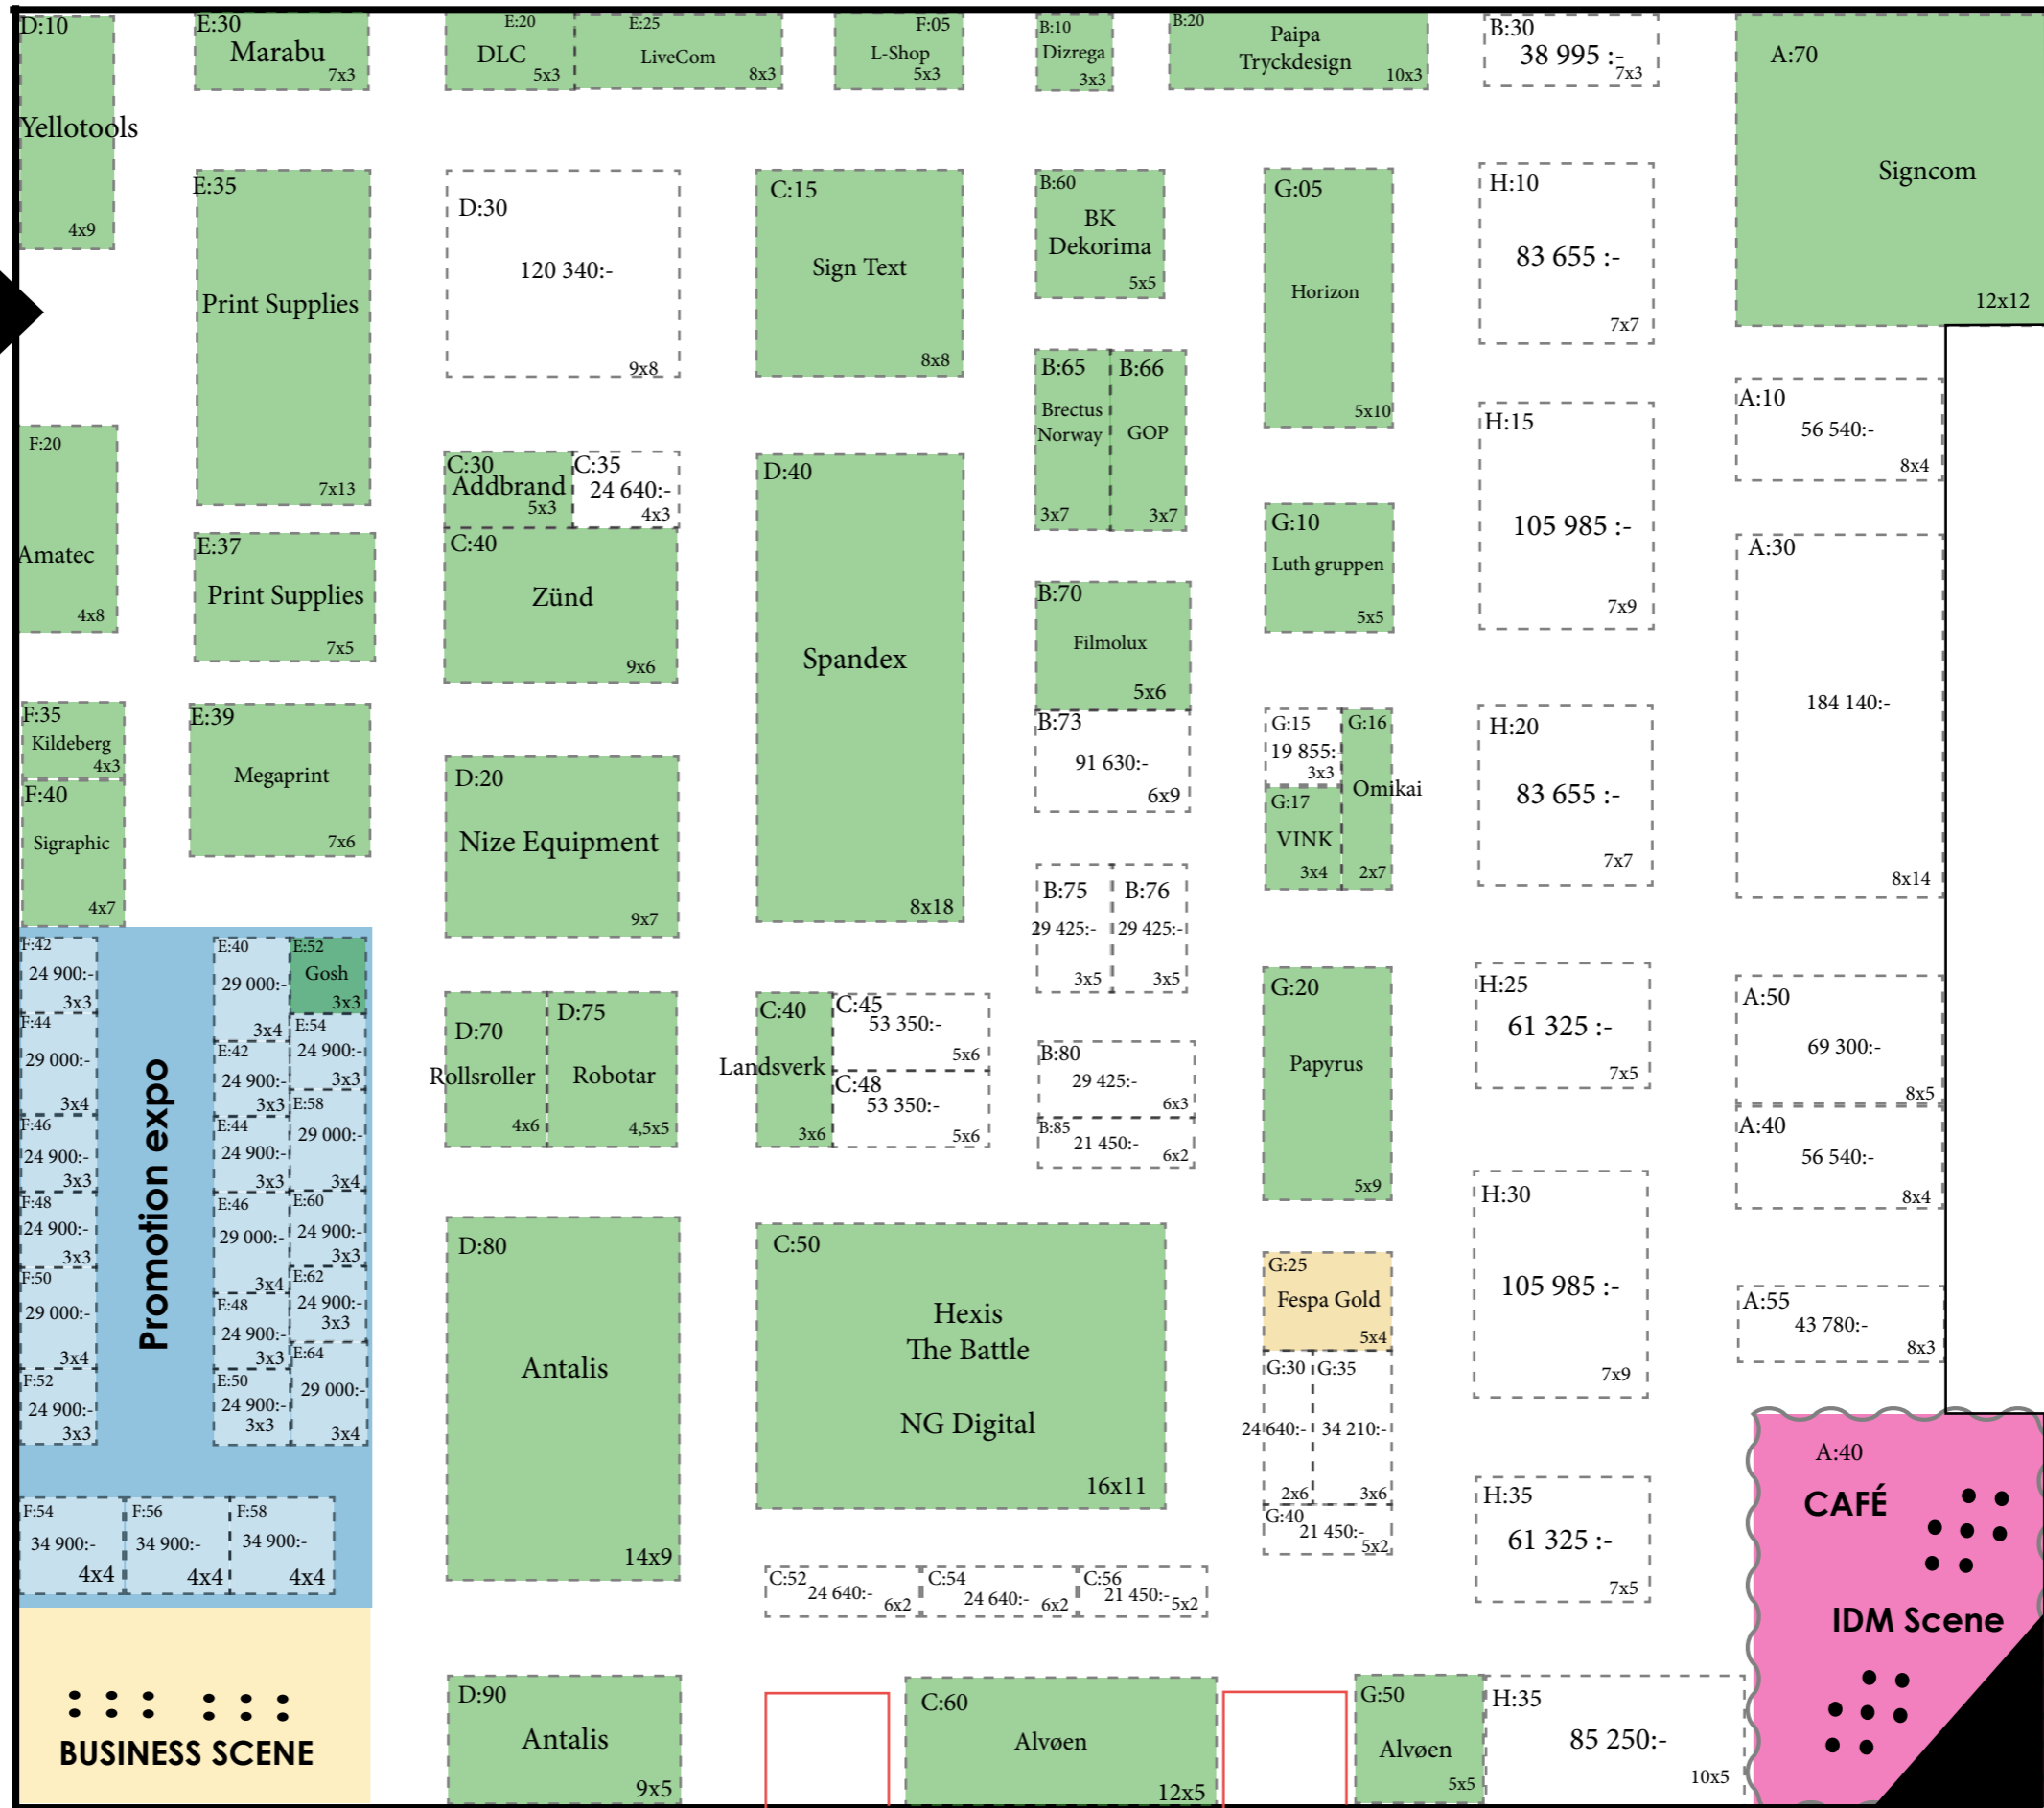 D:10
Yellotools
4x9
E:30
Marabu
7x3
E:20
DLC
5x3
E:25
LiveCom
8x3
F:05
L-Shop
5x3
B:10
Dizrega
3x3
B:20
Paipa
Tryckdesign
10x3
B:30
38 995 :-
7x3
A:70
Signcom
12x12
E:35
Print Supplies
7x13
D:30
120 340:-
9x8
C:15
Sign Text
8x8
B:60
BK
Dekorima
5x5
G:05
Horizon
5x10
H:10
83 655 :-
7x7
B:65
Brectus
Norway
3x7
B:66
GOP
3x7
A:10
56 540:-
8x4
F:20
Amatec
4x8
C:30
Addbrand
5x3
C:35
24 640:-
4x3
D:40
Spandex
8x18
H:15
105 985 :-
7x9
G:10
Luth gruppen
5x5
E:37
Print Supplies
7x5
C:40
Zünd
9x6
A:30
184 140:-
8x14
B:70
Filmolux
5x6
F:35
Kildeberg
4x3
E:39
Megaprint
7x6
B:73
91 630:-
6x9
G:15
19 855:-
3x3
G:16
Omikai
2x7
H:20
83 655 :-
7x7
D:20
Nize Equipment
9x7
F:40
Sigraphic
4x7
G:17
VINK
3x4
B:75
29 425:-
3x5
B:76
29 425:-
3x5
F:42
24 900:-
3x3
F:44
29 000:-
3x4
F:46
24 900:-
3x3
F:48
24 900:-
3x3
F:50
29 000:-
3x4
F:52
24 900:-
3x3
Promotion expo
E:40
29 000:-
3x4
E:42
24 900:-
3x3
E:44
24 900:-
3x3
E:46
29 000:-
3x4
E:48
24 900:-
3x3
E:50
24 900:-
3x3
E:52
Gosh
3x3
E:54
24 900:-
3x3
E:58
29 000:-
3x4
E:60
24 900:-
3x3
E:62
24 900:-
3x3
E:64
29 000:-
3x4
F:54
34 900:-
4x4
F:56
34 900:-
4x4
F:58
34 900:-
4x4
D:70
Rollsroller
4x6
D:75
Robotar
4,5x5
C:40
Landsverk
3x6
C:45
53 350:-
5x6
C:48
53 350:-
5x6
B:80
29 425:-
6x3
B:85
21 450:-
6x2
G:20
Papyrus
5x9
H:25
61 325 :-
7x5
A:50
69 300:-
8x5
A:40
56 540:-
8x4
D:80
Antalis
14x9
C:50
Hexis
The Battle
NG Digital
16x11
G:25
Fespa Gold
5x4
G:30
24 640:-
2x6
G:35
34 210:-
3x6
G:40
21 450:-
5x2
H:30
105 985 :-
7x9
A:55
43 780:-
8x3
H:35
61 325 :-
7x5
A:40
CAFÉ
IDM Scene
C:52
24 640:-
6x2
C:54
24 640:-
6x2
C:56
21 450:-
5x2
BUSINESS SCENE
D:90
Antalis
9x5
C:60
Alvøen
12x5
G:50
Alvøen
5x5
H:35
85 250:-
10x5